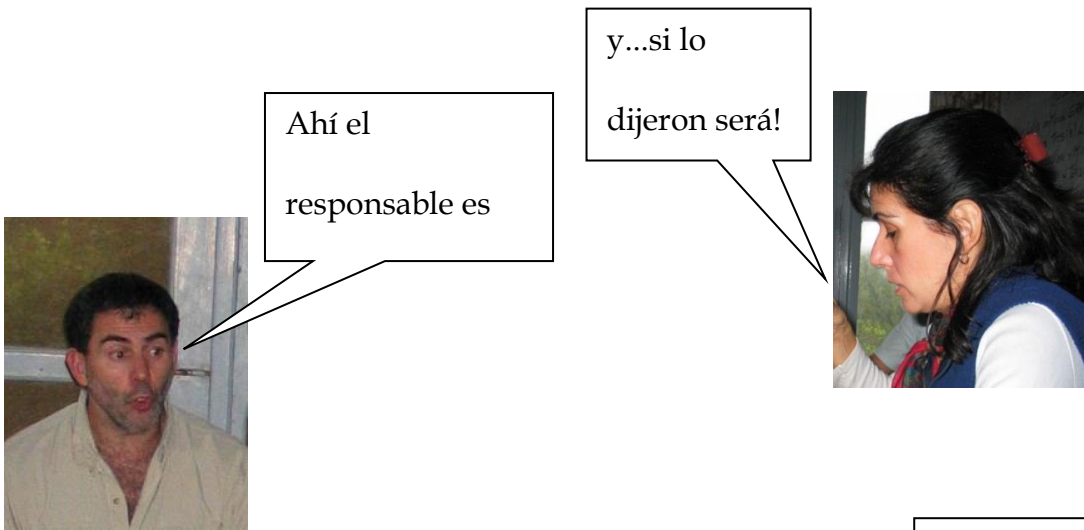 Ahí el
responsable es
y...si lo
dijeron será!